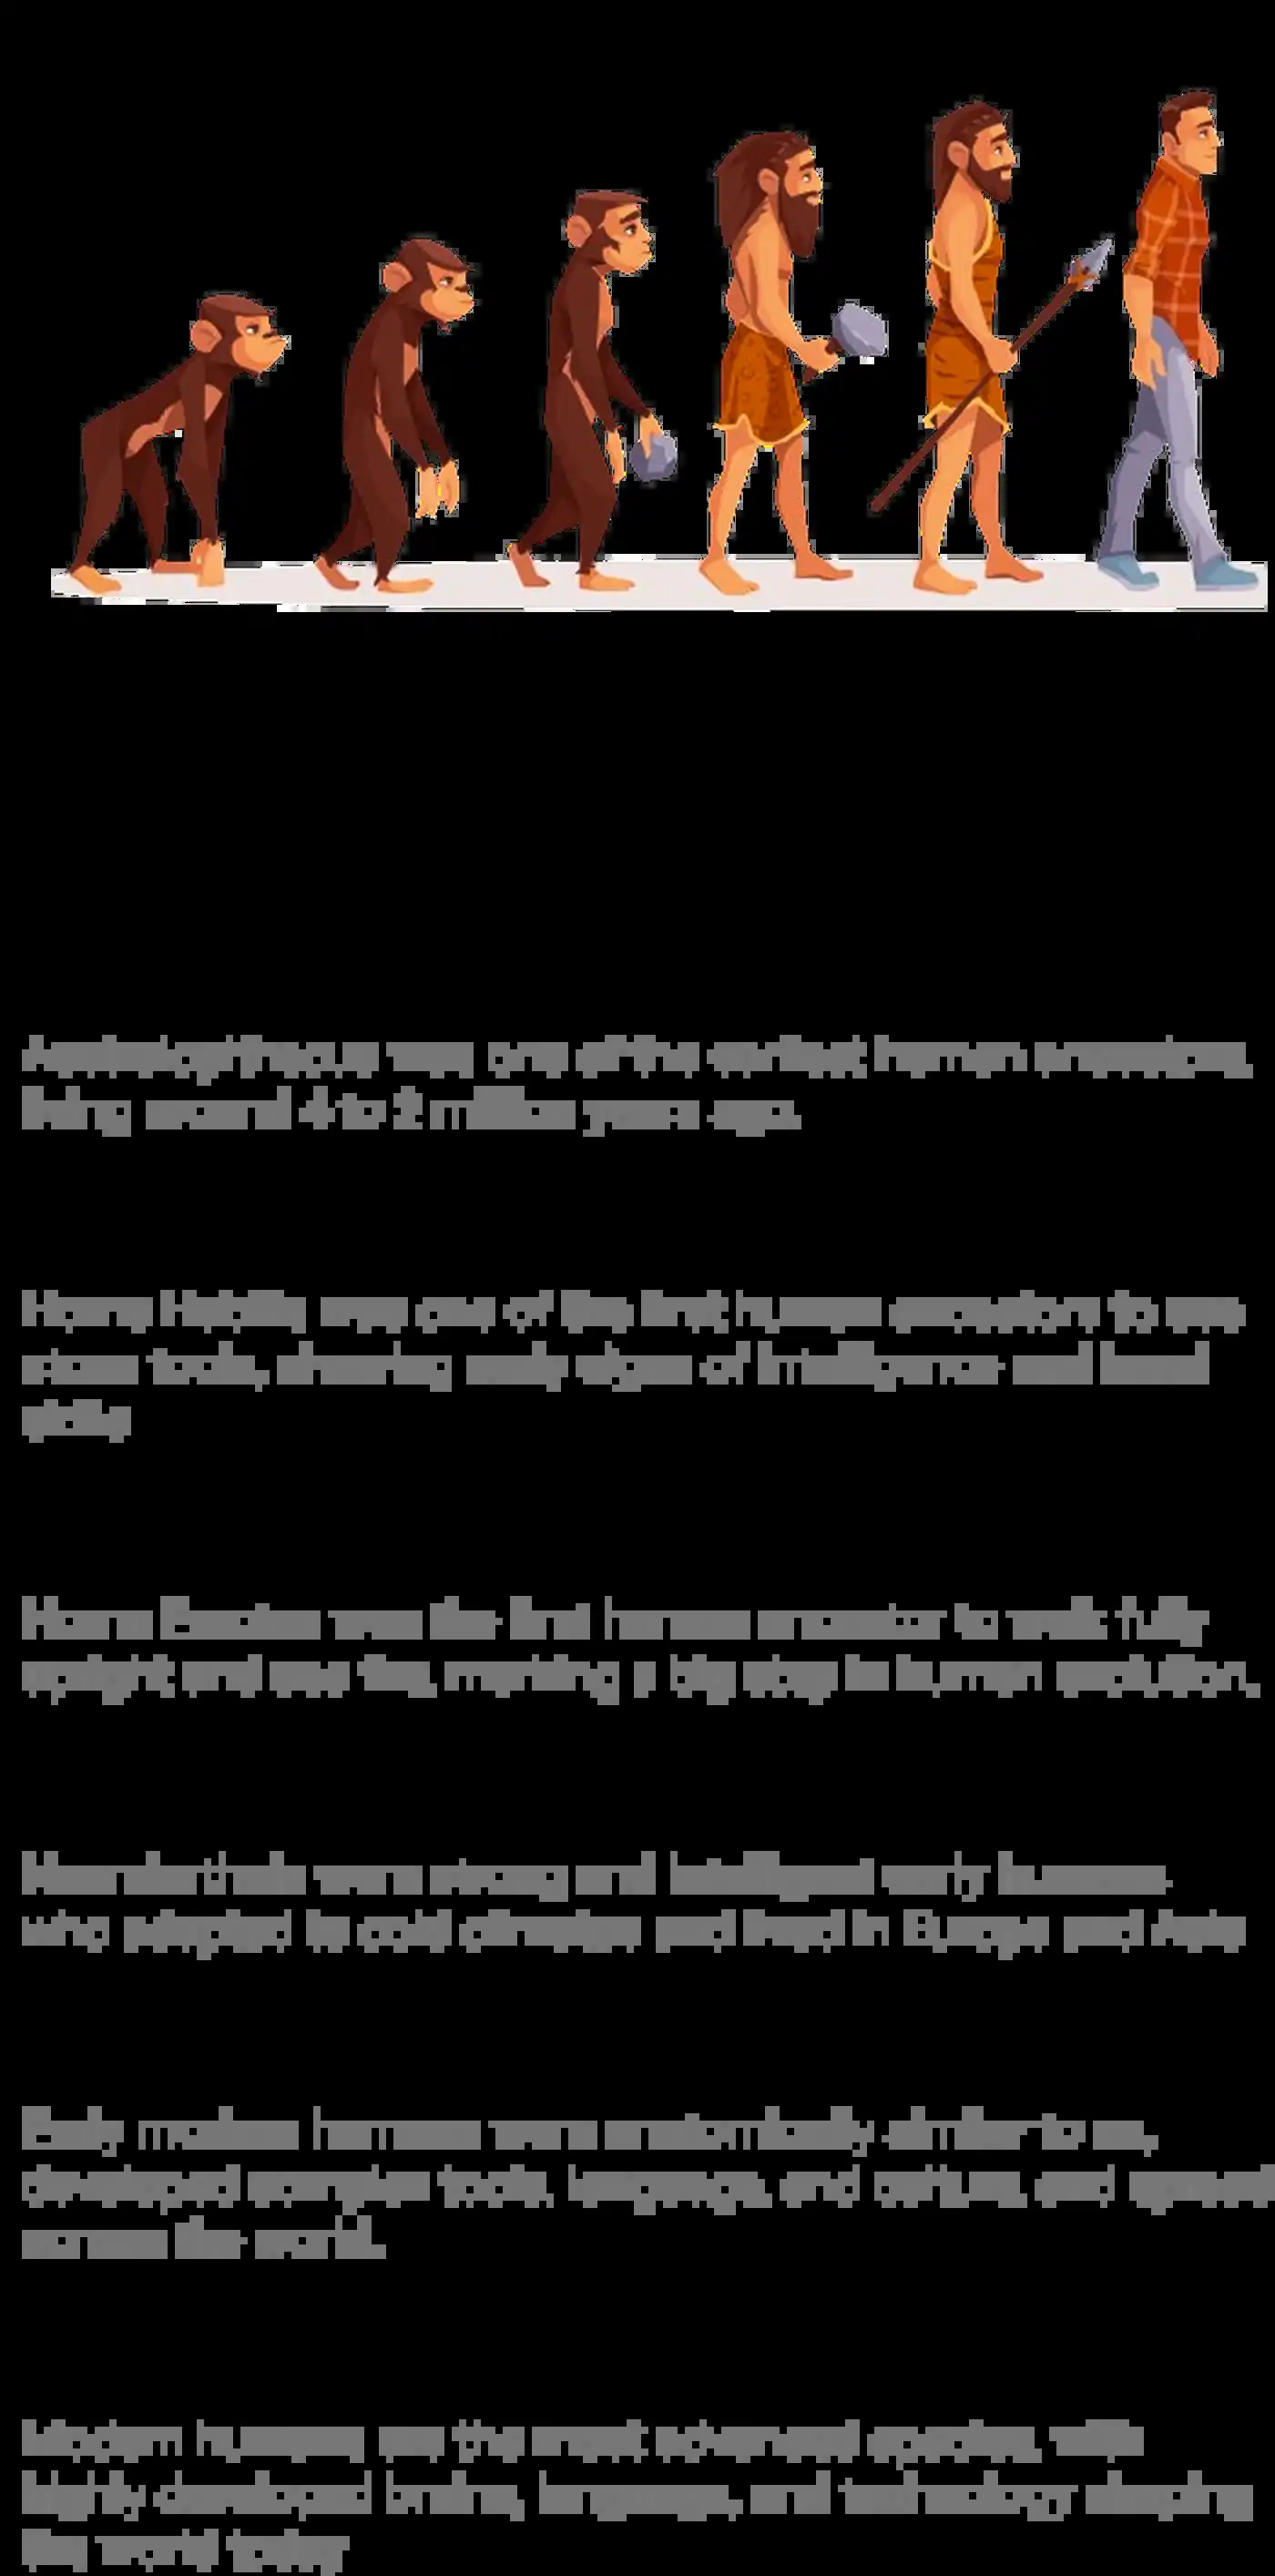 was one of the earliest human ancestors,
living around 4 to 2 million years ago.
Homo Habilis was one of the first human ancestors to use
stone tools, showing early signs of intelligence and hand
skills
Homo Erectus was the first human ancestor to walk fully
upright and use fire, marking a big step in human evolution.
Neanderthals were strong and intelligent early humans
who adapted to cold climates and lived in Europe and Asia
Early modern humans were anatomically similar to us,
developed complex tools, language, and culture, and spread
across the world.
Modern humans are the most advanced species, with
highly developed brains, language, and technology shaping
the world today